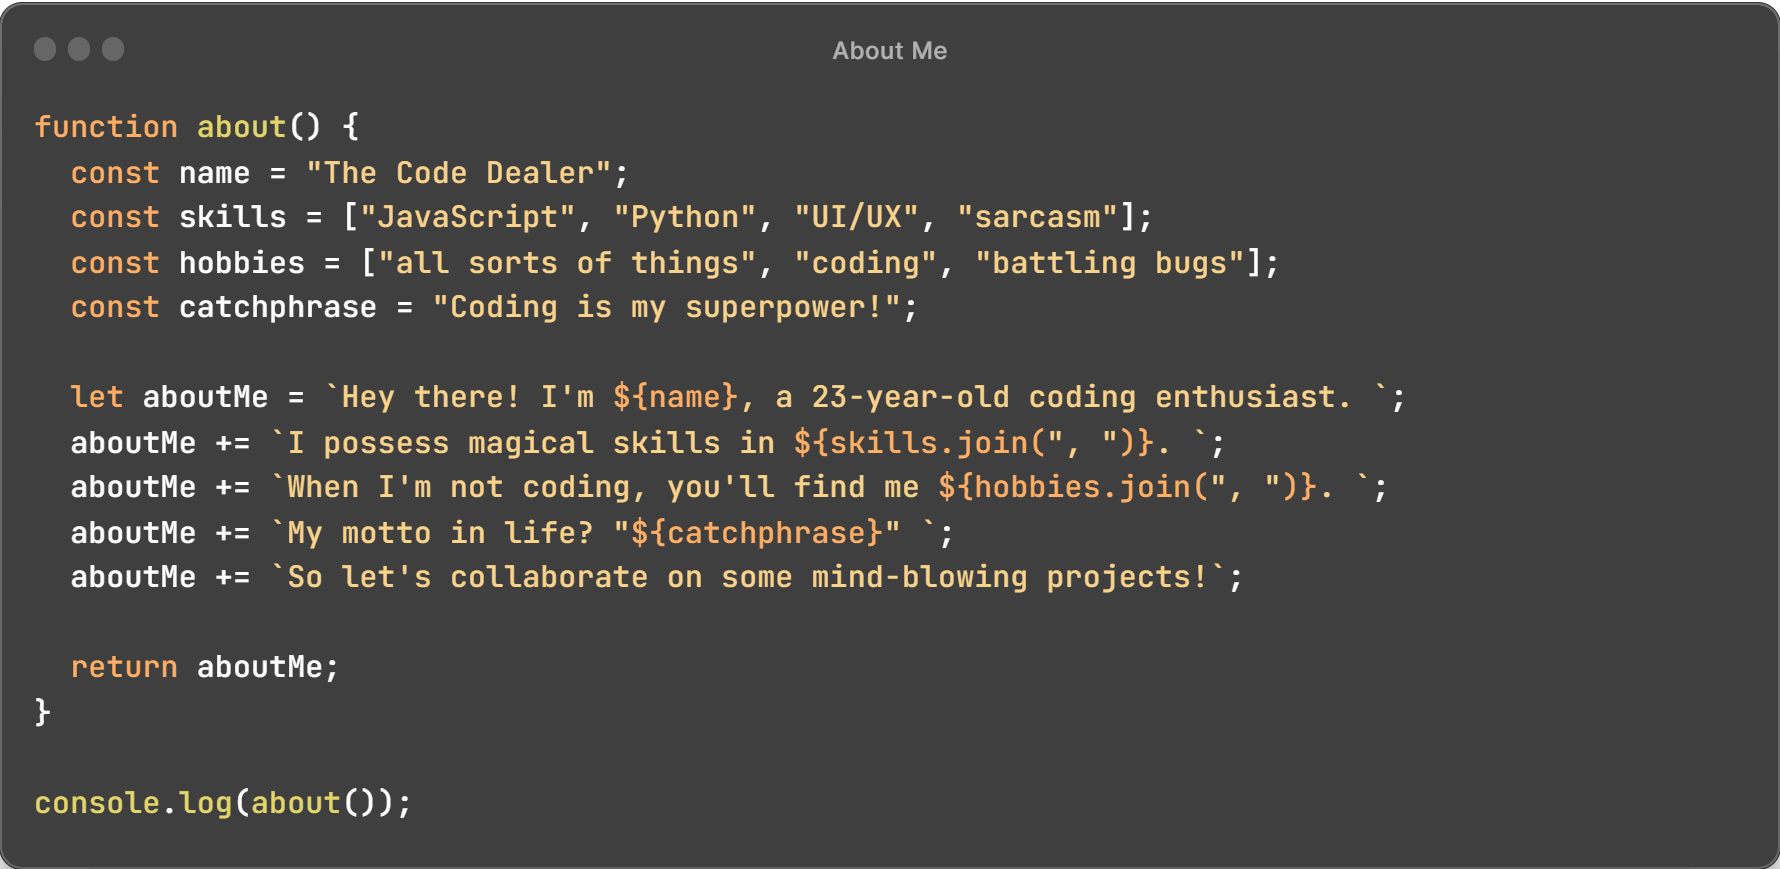 About Me
function about() {
  const name = "The Code Dealer";
  const skills = ["JavaScript", "Python", "UI/UX", "sarcasm"];
  const hobbies = ["all sorts of things", "coding", "battling bugs"];
  const catchphrase = "Coding is my superpower!";

  let aboutMe = `Hey there! I'm ${name}, a 23-year-old coding enthusiast. `;
  aboutMe += `I possess magical skills in ${skills.join(", ")}. `;
  aboutMe += `When I'm not coding, you'll find me ${hobbies.join(", ")}. `;
  aboutMe += `My motto in life? "${catchphrase}" `;
  aboutMe += `So let's collaborate on some mind-blowing projects!`;

  return aboutMe;
}

console.log(about());